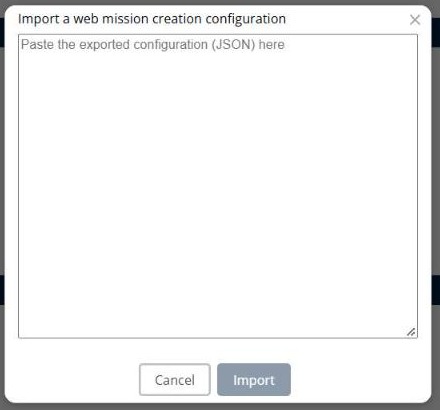 Import a web mission creation configuration
Paste the exported configuration (JSON) here
Cancel
Import